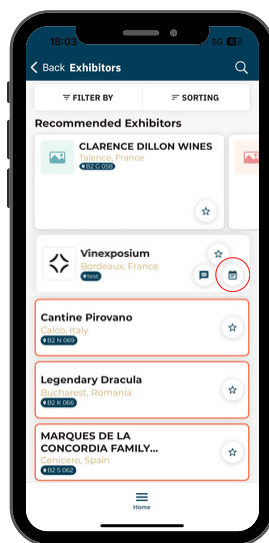 18:03 5G 6
Back Exhibitors
FILTER BY SORTING
Recommended Exhibitors
CLARENCE DILLON WINES
Talence, France
B2 G 058
Vinexposium
Bordeaux, France
test
Cantine Pirovano
Calco, Italy
B2 N 069
Legendary Dracula
Bucharest, Romania
B2 K 066
MARQUES DE LA
CONCORDIA FAMILY...
Cenicero, Spain
B2 S 062
Home